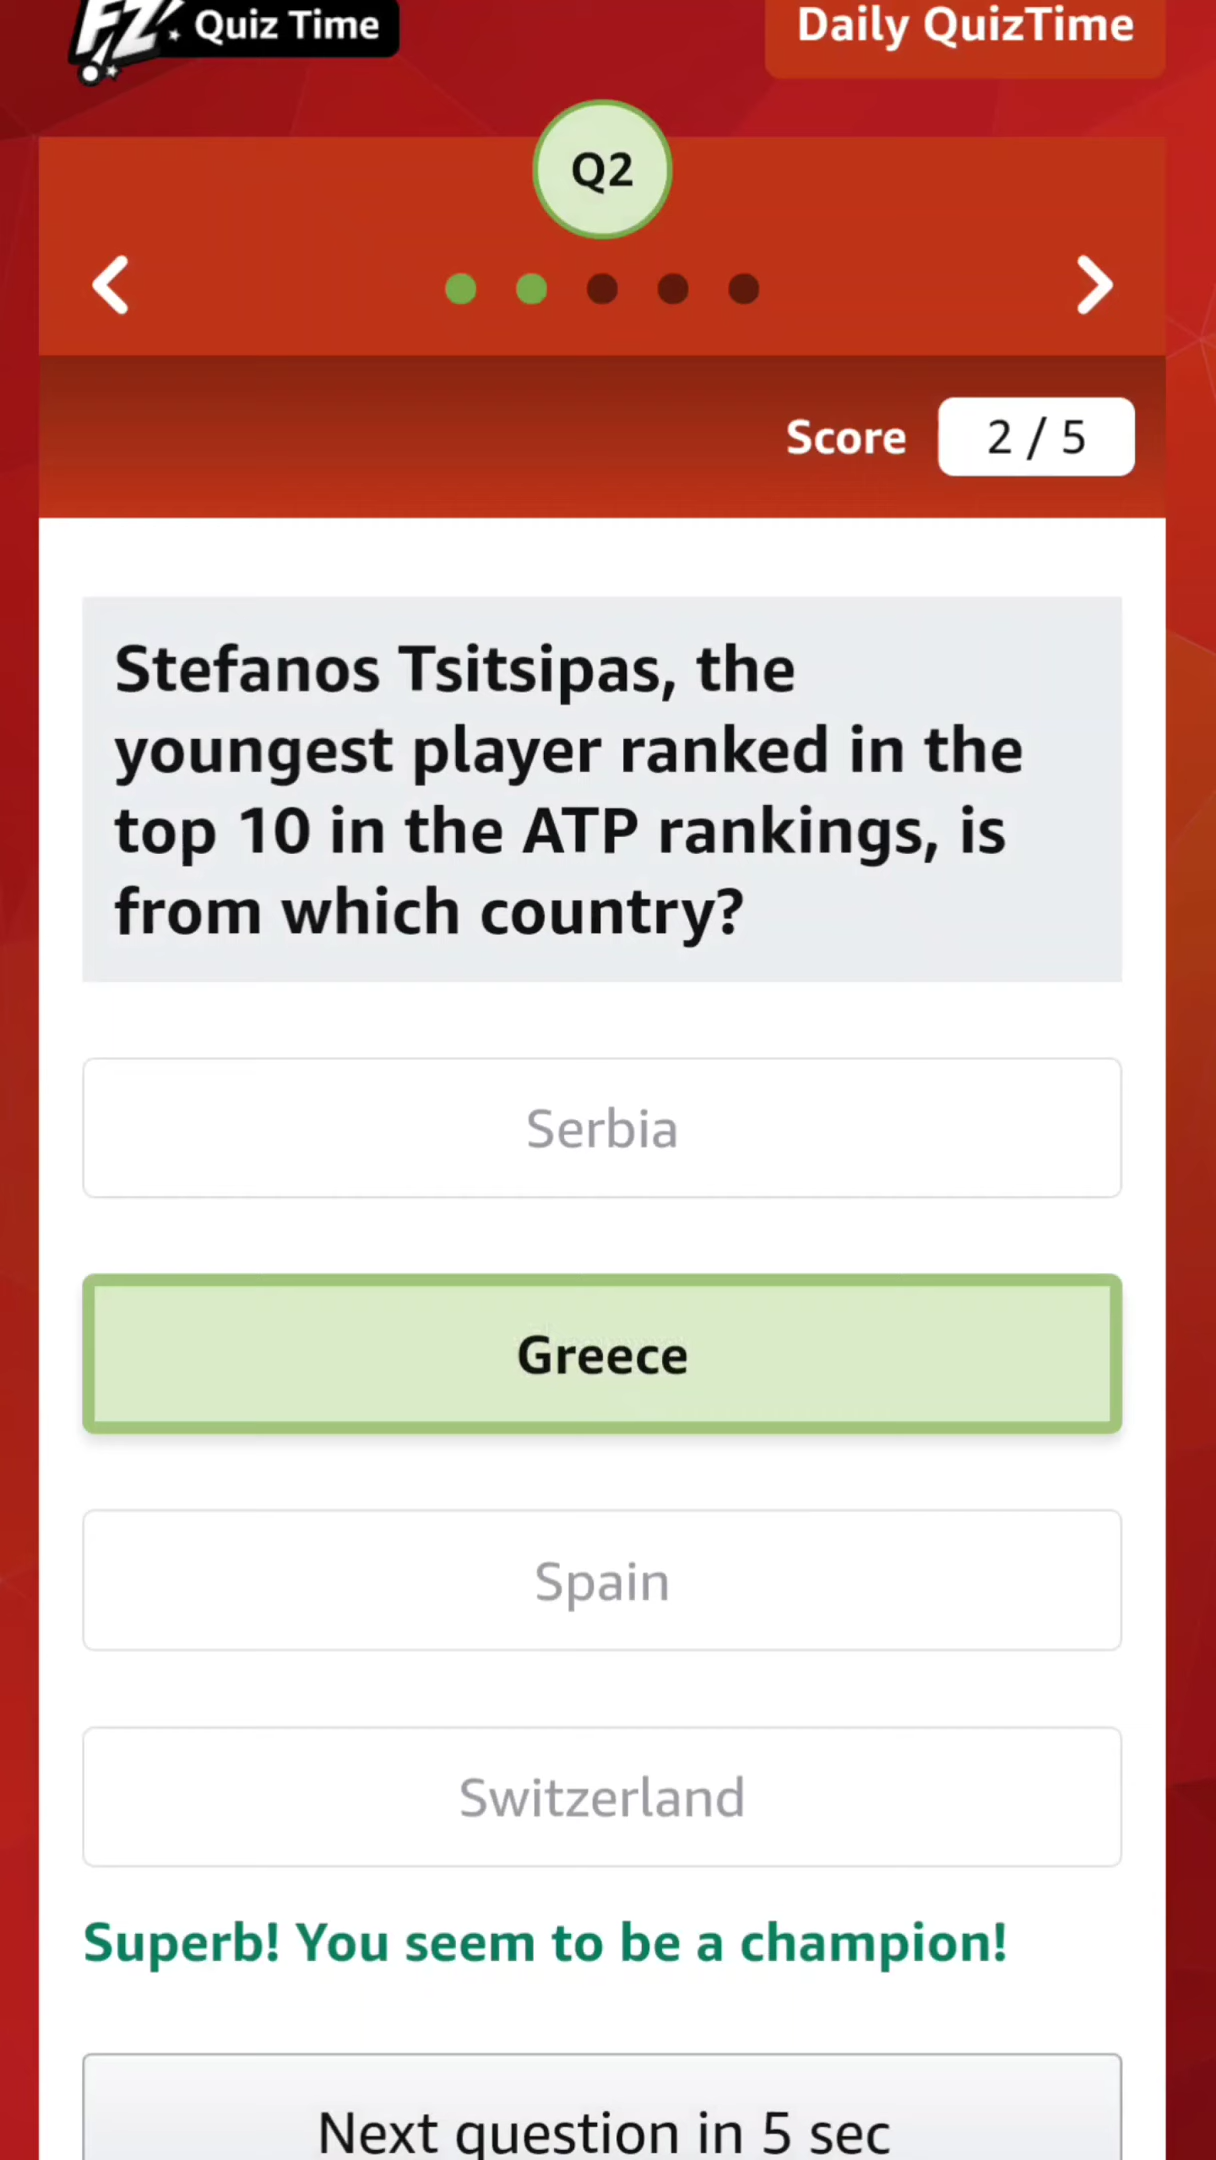 FZ Quiz Time
Daily QuizTime
Q2
Score 2 / 5
Stefanos Tsitsipas, the
youngest player ranked in the
top 10 in the ATP rankings, is
from which country?
Serbia
Greece
Spain
Switzerland
Superb! You seem to be a champion!
Next question in 5 sec